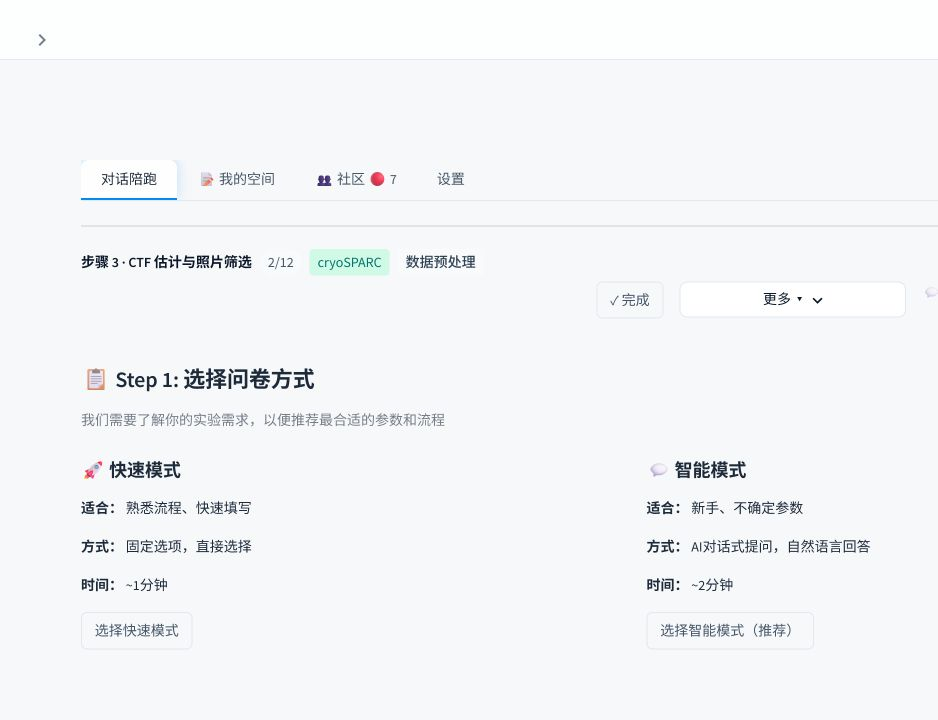 对话陪跑 我的空间 社区 7 设置
步骤 3 · CTF 估计与照片筛选 2/12 cryoSPARC 数据预处理
✓ 完成 更多 ▾
Step 1: 选择问卷方式
我们需要了解你的实验需求，以便推荐最合适的参数和流程
快速模式
适合： 熟悉流程、快速填写
方式： 固定选项，直接选择
时间： ~1分钟
选择快速模式
智能模式
适合： 新手、不确定参数
方式： AI对话式提问，自然语言回答
时间： ~2分钟
选择智能模式（推荐）